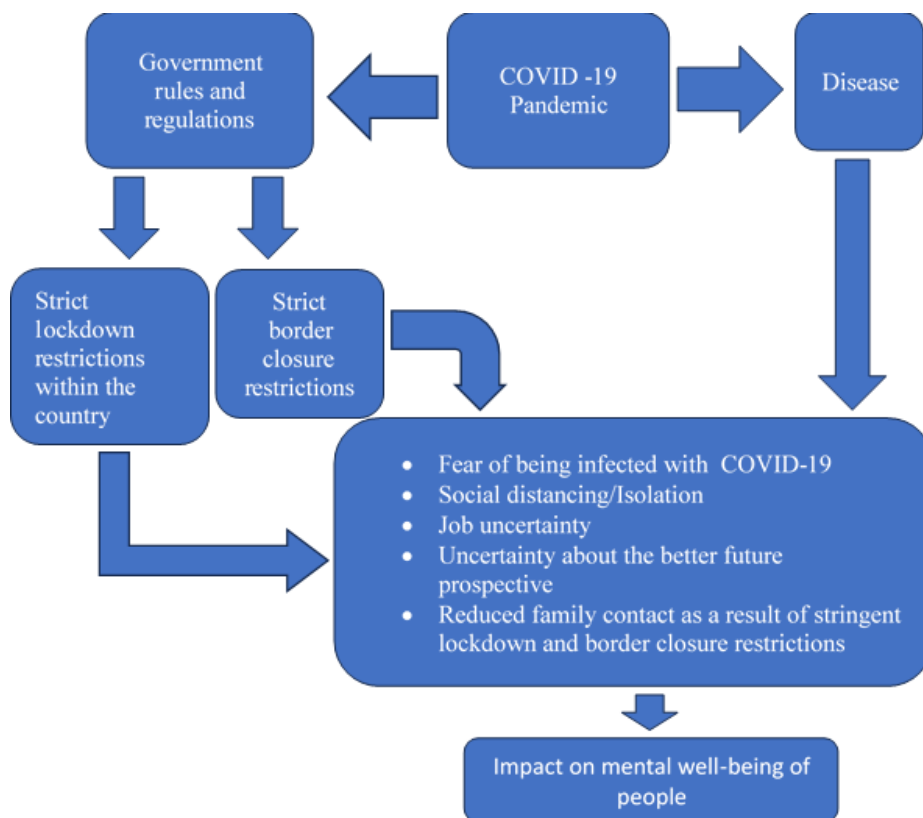 Government
rules and
regulations
COVID -19
Pandemic
Disease
Strict
lockdown
restrictions
within the
country
Strict
border
closure
restrictions
• Fear of being infected with COVID-19
• Social distancing/Isolation
• Job uncertainty
• Uncertainty about the better future
prospective
• Reduced family contact as a result of stringent
lockdown and border closure restrictions
Impact on mental well-being of
people